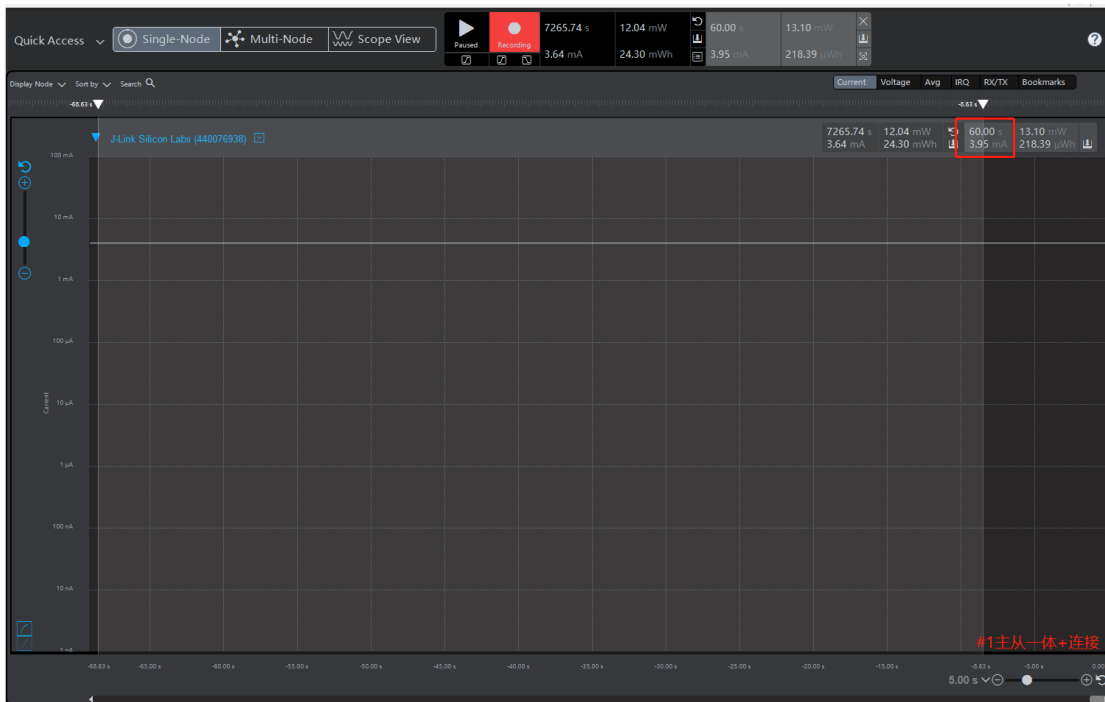 Quick Access
Single-Node
Multi-Node
Scope View
Paused
Recording
7265.74 s
12.04 mW
3.64 mA
24.30 mWh
60.00 s
13.10 mW
3.95 mA
218.39 µWh
Display Node
Sort by
Search
Current
Voltage
Avg
IRQ
RX/TX
Bookmarks
-68.63 s
-8.63 s
J-Link Silicon Labs (440076938)
7265.74 s
12.04 mW
60.00 s
13.10 mW
3.64 mA
24.30 mWh
3.95 mA
218.39 µWh
100 mA
10 mA
1 mA
100 µA
10 µA
Current
1 µA
100 nA
10 nA
1 nA
#1主从一体+连接
-68.63 s
-65.00 s
-60.00 s
-55.00 s
-50.00 s
-45.00 s
-40.00 s
-35.00 s
-30.00 s
-25.00 s
-20.00 s
-15.00 s
-8.63 s
-5.00 s
0.00
5.00 s